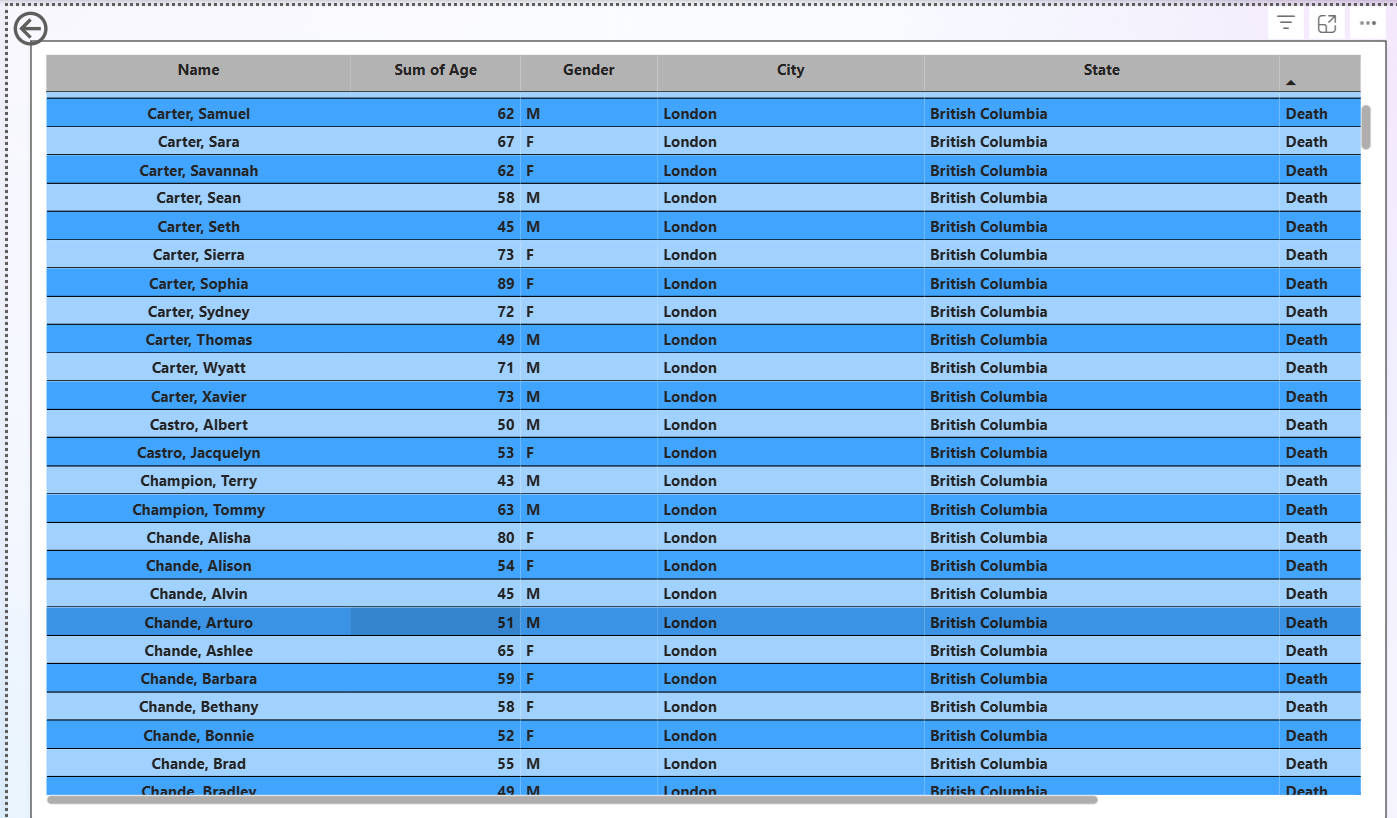 Name Sum of Age Gender City State
Carter, Samuel 62 M London British Columbia Death
Carter, Sara 67 F London British Columbia Death
Carter, Savannah 62 F London British Columbia Death
Carter, Sean 58 M London British Columbia Death
Carter, Seth 45 M London British Columbia Death
Carter, Sierra 73 F London British Columbia Death
Carter, Sophia 89 F London British Columbia Death
Carter, Sydney 72 F London British Columbia Death
Carter, Thomas 49 M London British Columbia Death
Carter, Wyatt 71 M London British Columbia Death
Carter, Xavier 73 M London British Columbia Death
Castro, Albert 50 M London British Columbia Death
Castro, Jacquelyn 53 F London British Columbia Death
Champion, Terry 43 M London British Columbia Death
Champion, Tommy 63 M London British Columbia Death
Chande, Alisha 80 F London British Columbia Death
Chande, Alison 54 F London British Columbia Death
Chande, Alvin 45 M London British Columbia Death
Chande, Arturo 51 M London British Columbia Death
Chande, Ashlee 65 F London British Columbia Death
Chande, Barbara 59 F London British Columbia Death
Chande, Bethany 58 F London British Columbia Death
Chande, Bonnie 52 F London British Columbia Death
Chande, Brad 55 M London British Columbia Death
Chande, Bradley 49 M London British Columbia Death